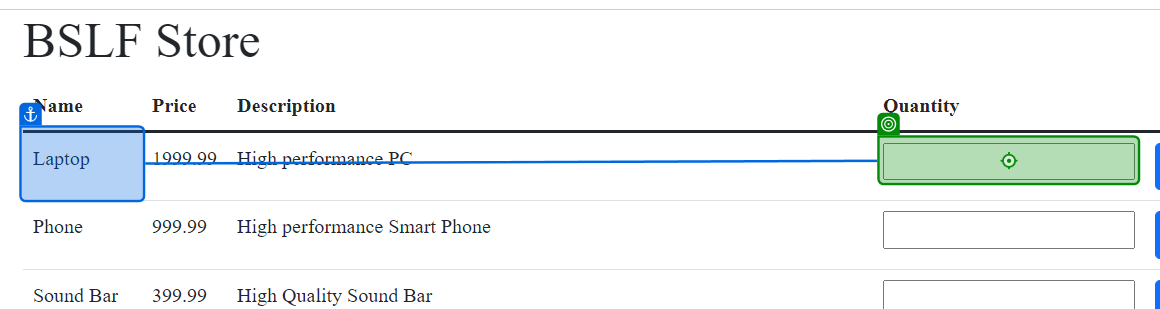 BSLF Store
Name Price Description Quantity
Laptop 1999.99 High performance PC
Phone 999.99 High performance Smart Phone
Sound Bar 399.99 High Quality Sound Bar